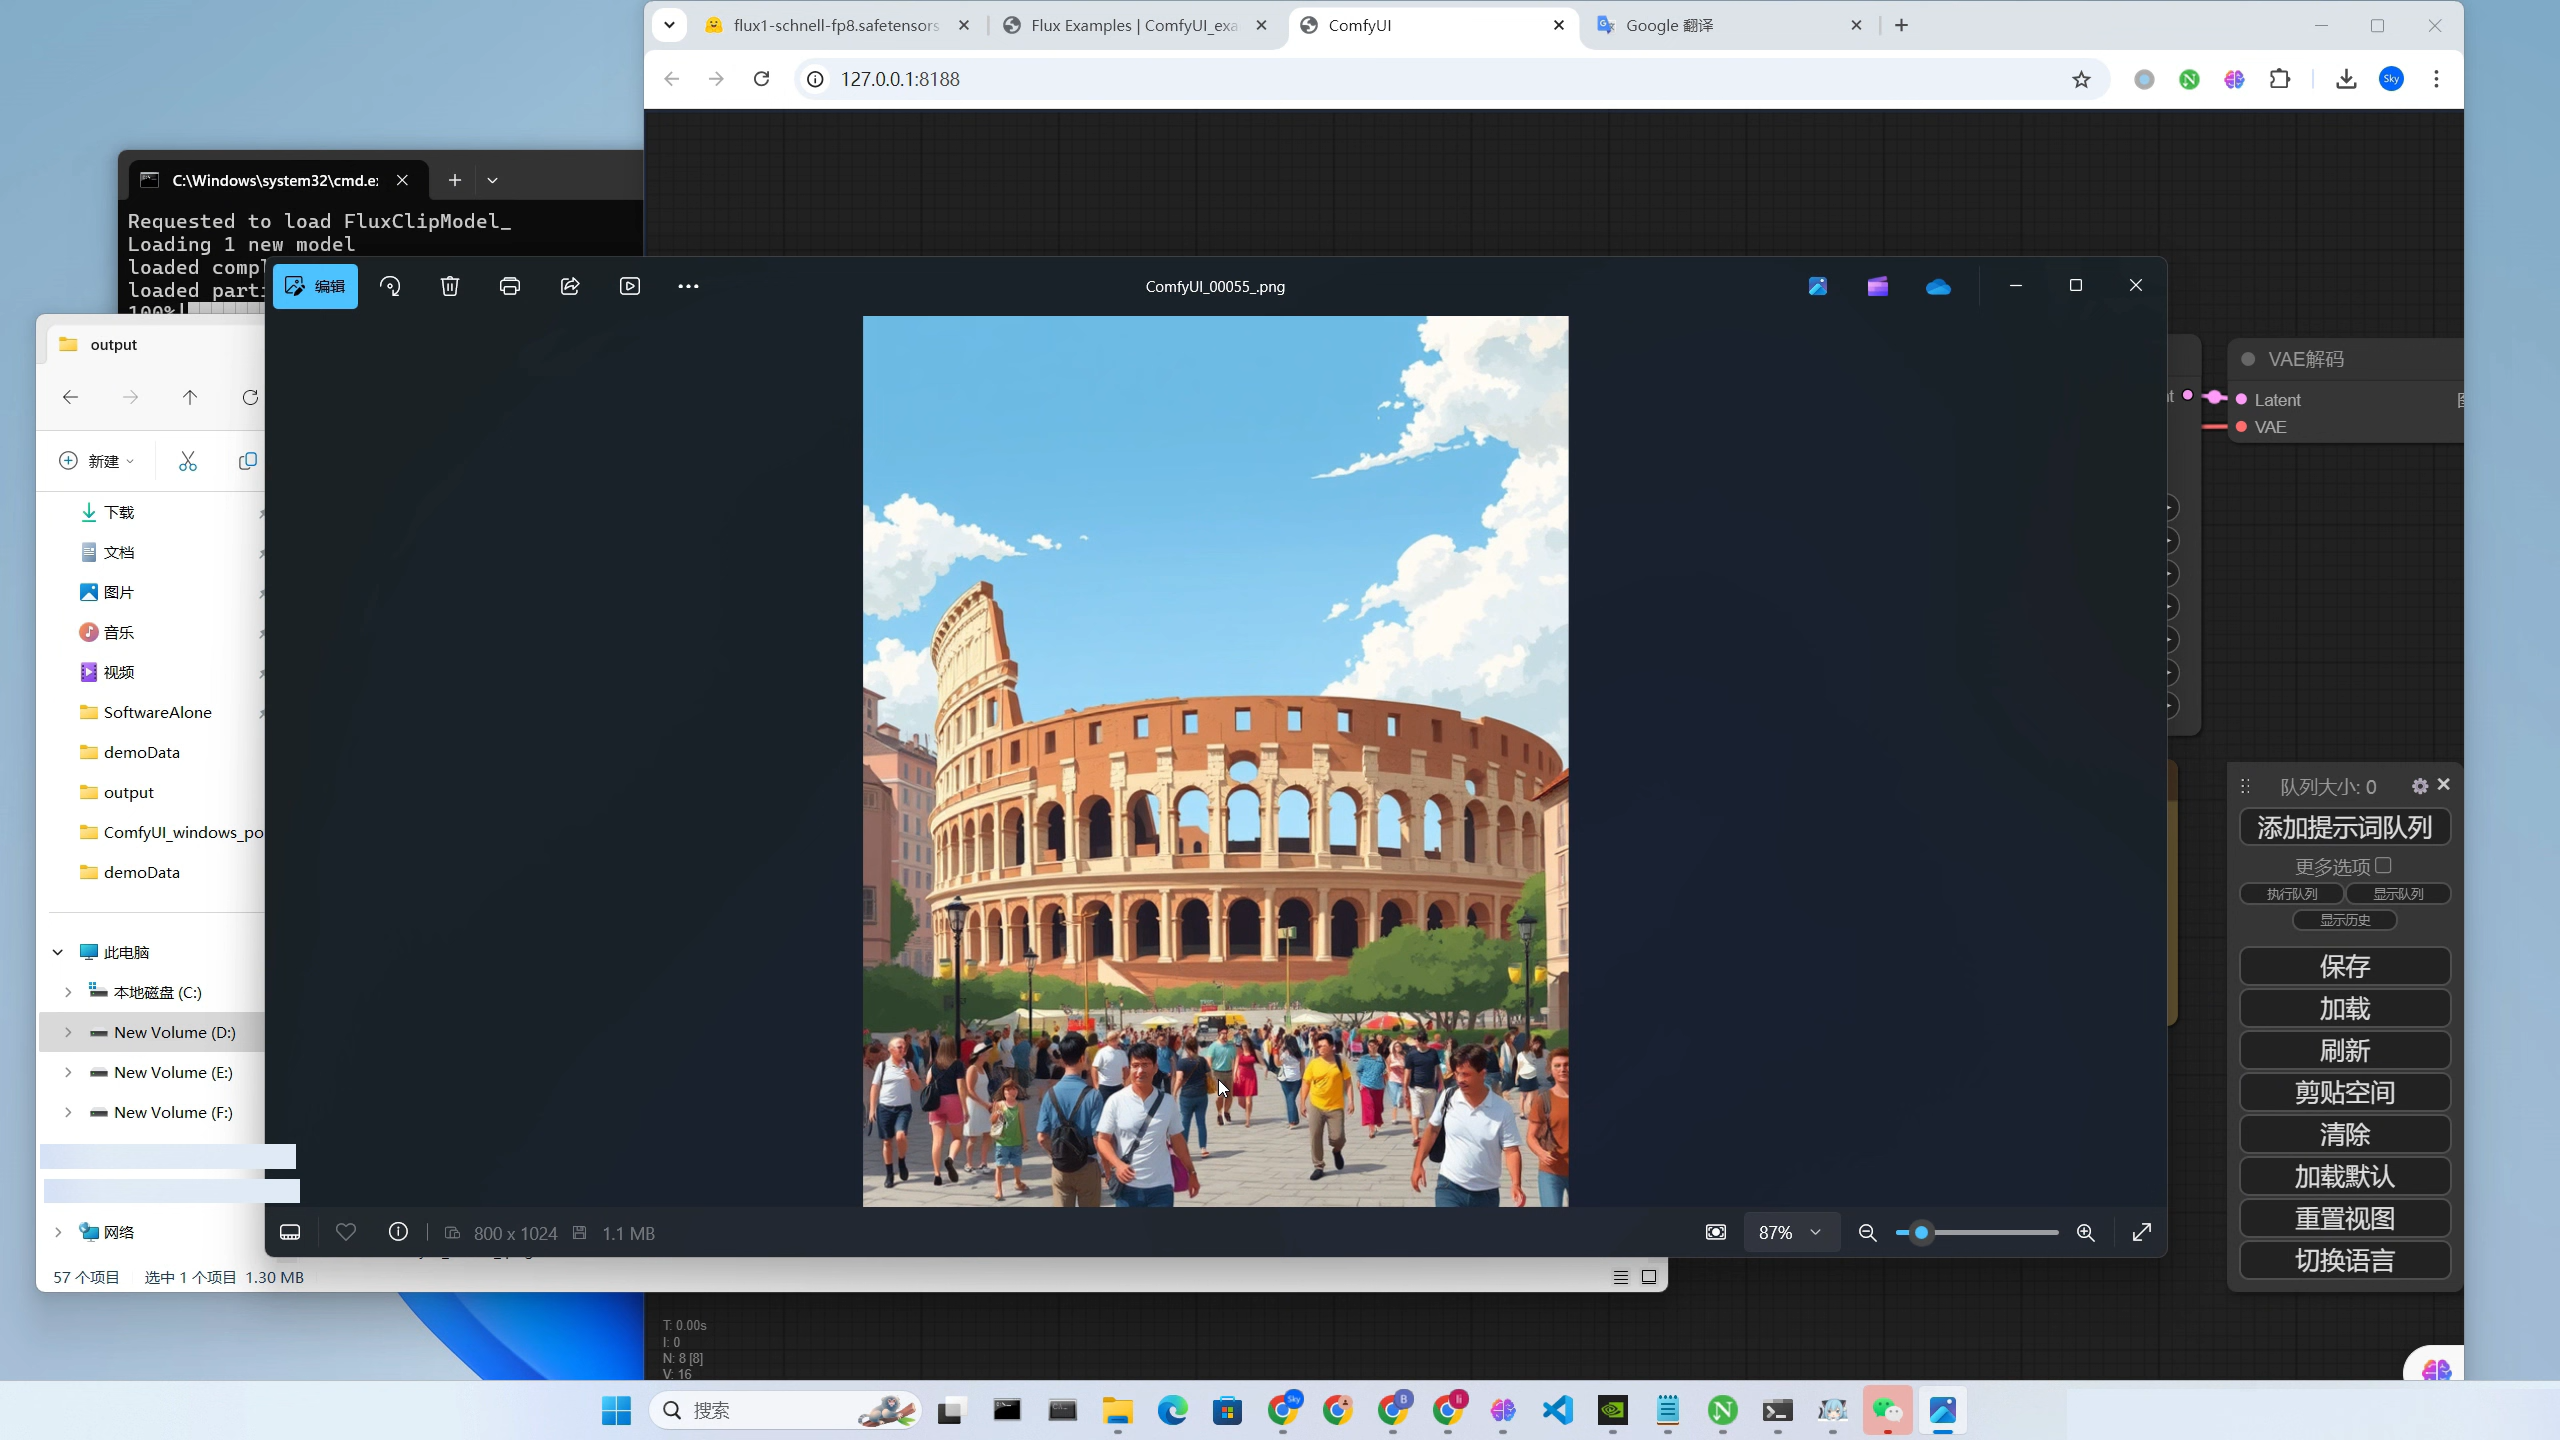 flux1-schnell-fp8.safetensors
Flux Examples | ComfyUI_exa
ComfyUI
Google 翻译
127.0.0.1:8188
Sky
C:\Windows\system32\cmd.e
Requested to load FluxClipModel_
Loading 1 new model
loaded compl
loaded parti
100%|
编辑
ComfyUI_00055_.png
output
新建
下载
文档
图片
音乐
视频
SoftwareAlone
demoData
output
ComfyUI_windows_po
demoData
此电脑
本地磁盘 (C:)
New Volume (D:)
New Volume (E:)
New Volume (F:)
网络
57 个项目 选中 1 个项目 1.30 MB
800 x 1024 1.1 MB
87%
VAE解码
Latent
VAE
队列大小: 0
添加提示词队列
更多选项
执行队列 显示队列
显示历史
保存
加载
刷新
剪贴空间
清除
加载默认
重置视图
切换语言
T: 0.00s
I: 0
N: 8 [8]
V: 16
搜索